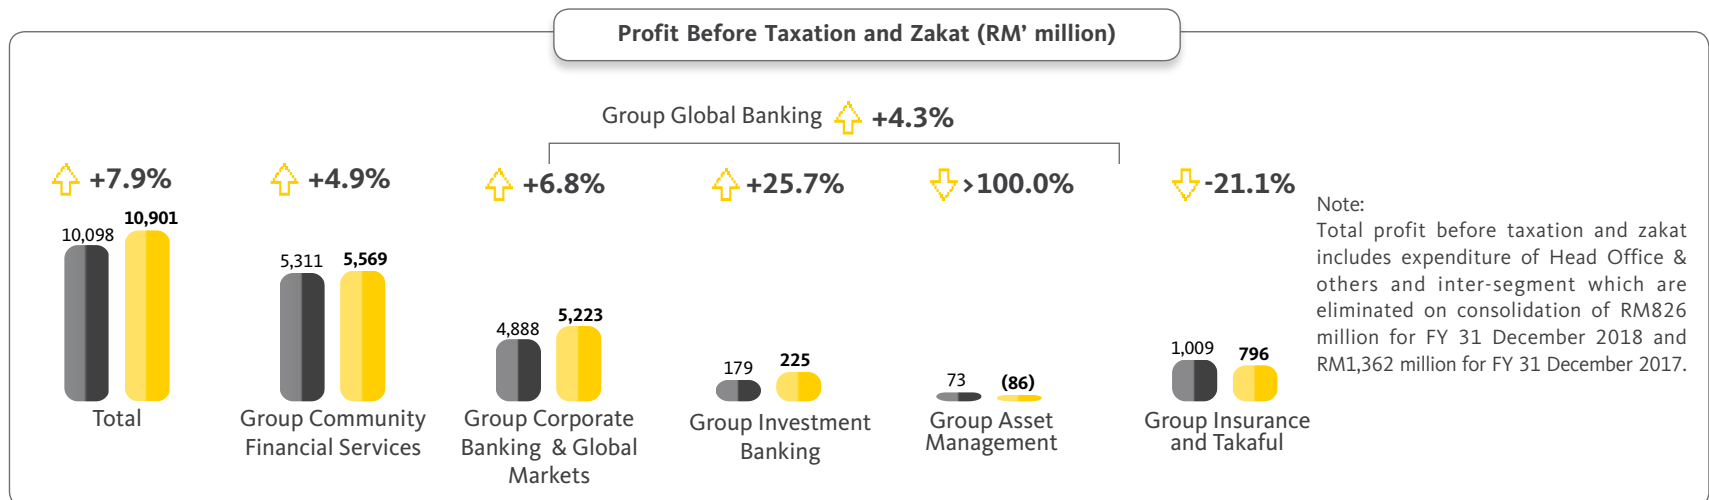 Profit Before Taxation and Zakat (RM' million)
Group Global Banking +4.3%
+7.9%
10,098
10,901
Total
+4.9%
5,311
5,569
Group Community
Financial Services
+6.8%
4,888
5,223
Group Corporate
Banking & Global
Markets
+25.7%
179
225
Group Investment
Banking
>100.0%
73
(86)
Group Asset
Management
-21.1%
1,009
796
Group Insurance
and Takaful
Note:
Total profit before taxation and zakat
includes expenditure of Head Office &
others and inter-segment which are
eliminated on consolidation of RM826
million for FY 31 December 2018 and
RM1,362 million for FY 31 December 2017.